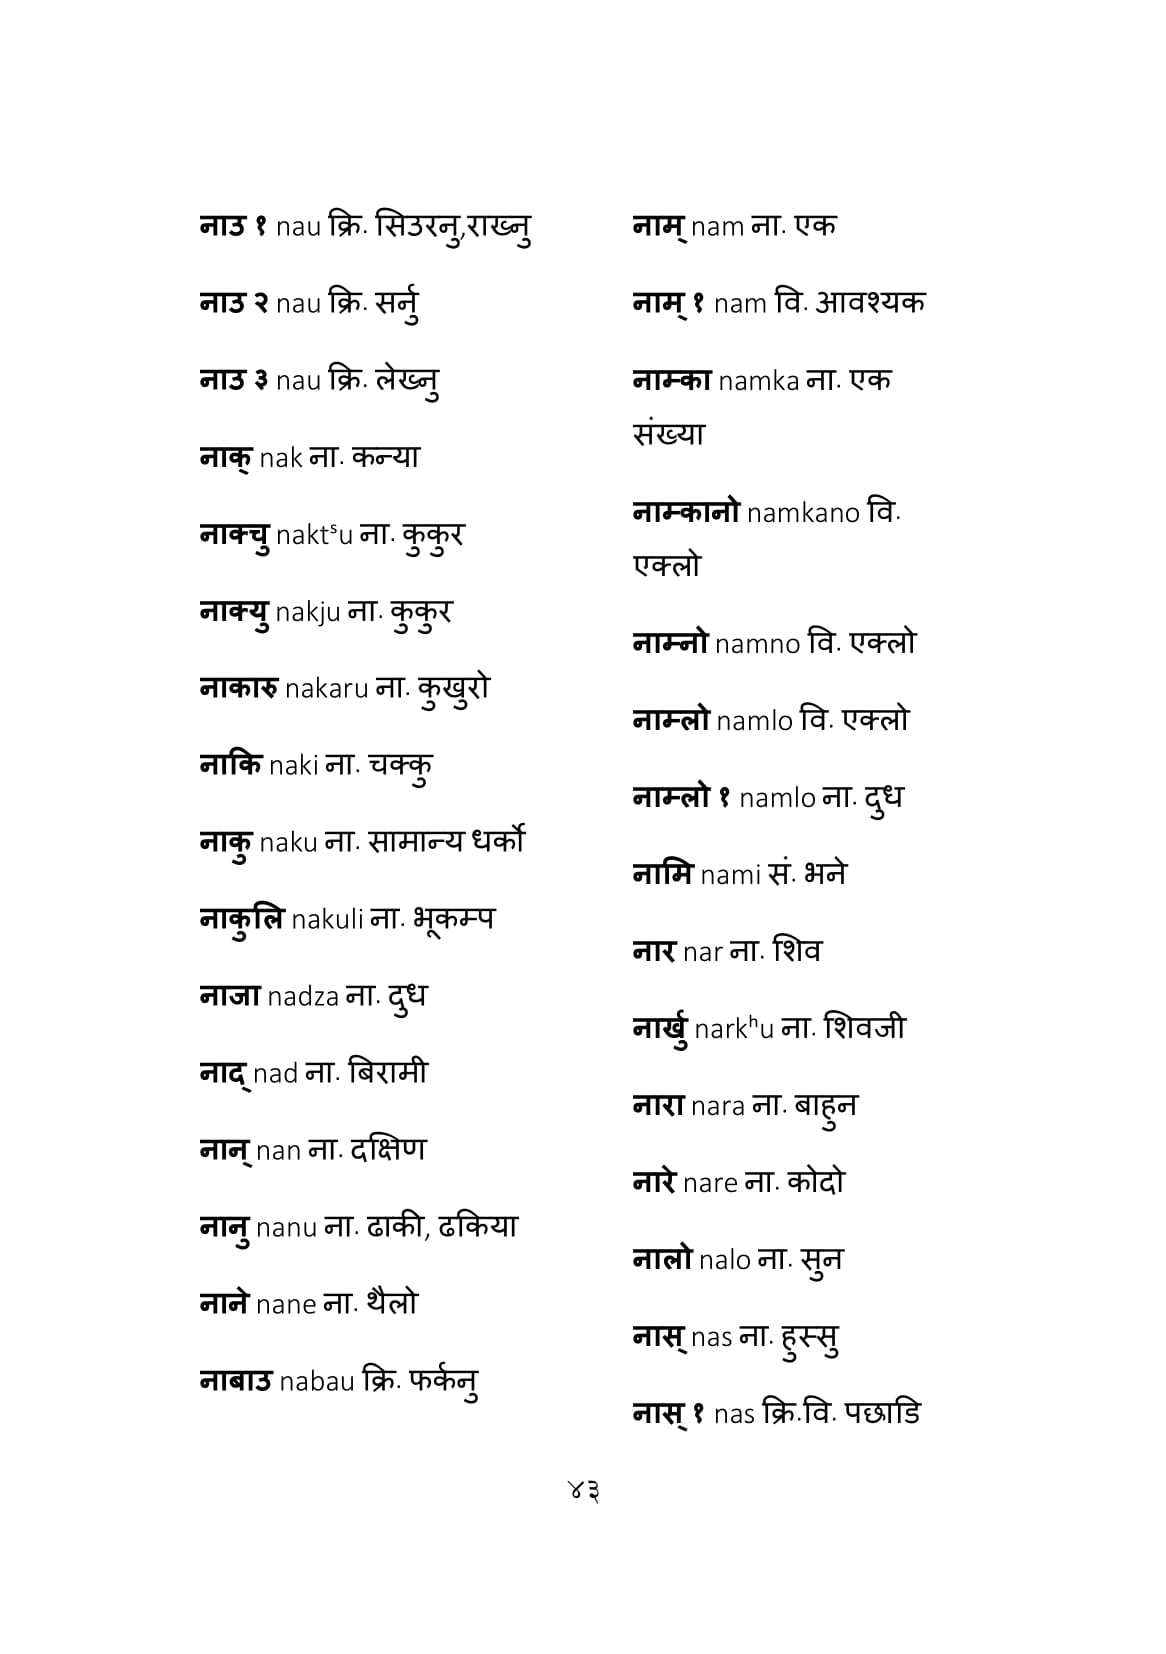 नाउ १ nau क्रि. सिउरनु,राख्नु
नाउ २ nau क्रि. सर्नु
नाउ ३ nau क्रि. लेख्नु
नाक् nak ना. कन्या
नाक्चु naktˢu ना. कुकुर
नाक्यु nakju ना. कुकुर
नाकारु nakaru ना. कुखुरो
नाकि naki ना. चक्कु
नाकु naku ना. सामान्य धर्को
नाकुलि nakuli ना. भूकम्प
नाजा nadza ना. दुध
नाद् nad ना. बिरामी
नान् nan ना. दक्षिण
नानु nanu ना. ढाकी, ढकिया
नाने nane ना. थैलो
नाबाउ nabau क्रि. फर्कनु
नाम् nam ना. एक
नाम् १ nam वि. आवश्यक
नाम्का namka ना. एक
संख्या
नाम्कानो namkano वि.
एक्लो
नाम्नो namno वि. एक्लो
नाम्लो namlo वि. एक्लो
नाम्लो १ namlo ना. दुध
नामि nami सं. भने
नार nar ना. शिव
नार्खु narkʰu ना. शिवजी
नारा nara ना. बाहुन
नारे nare ना. कोदो
नालो nalo ना. सुन
नास् nas ना. हुस्सु
नास् १ nas क्रि.वि. पछाडि
४३